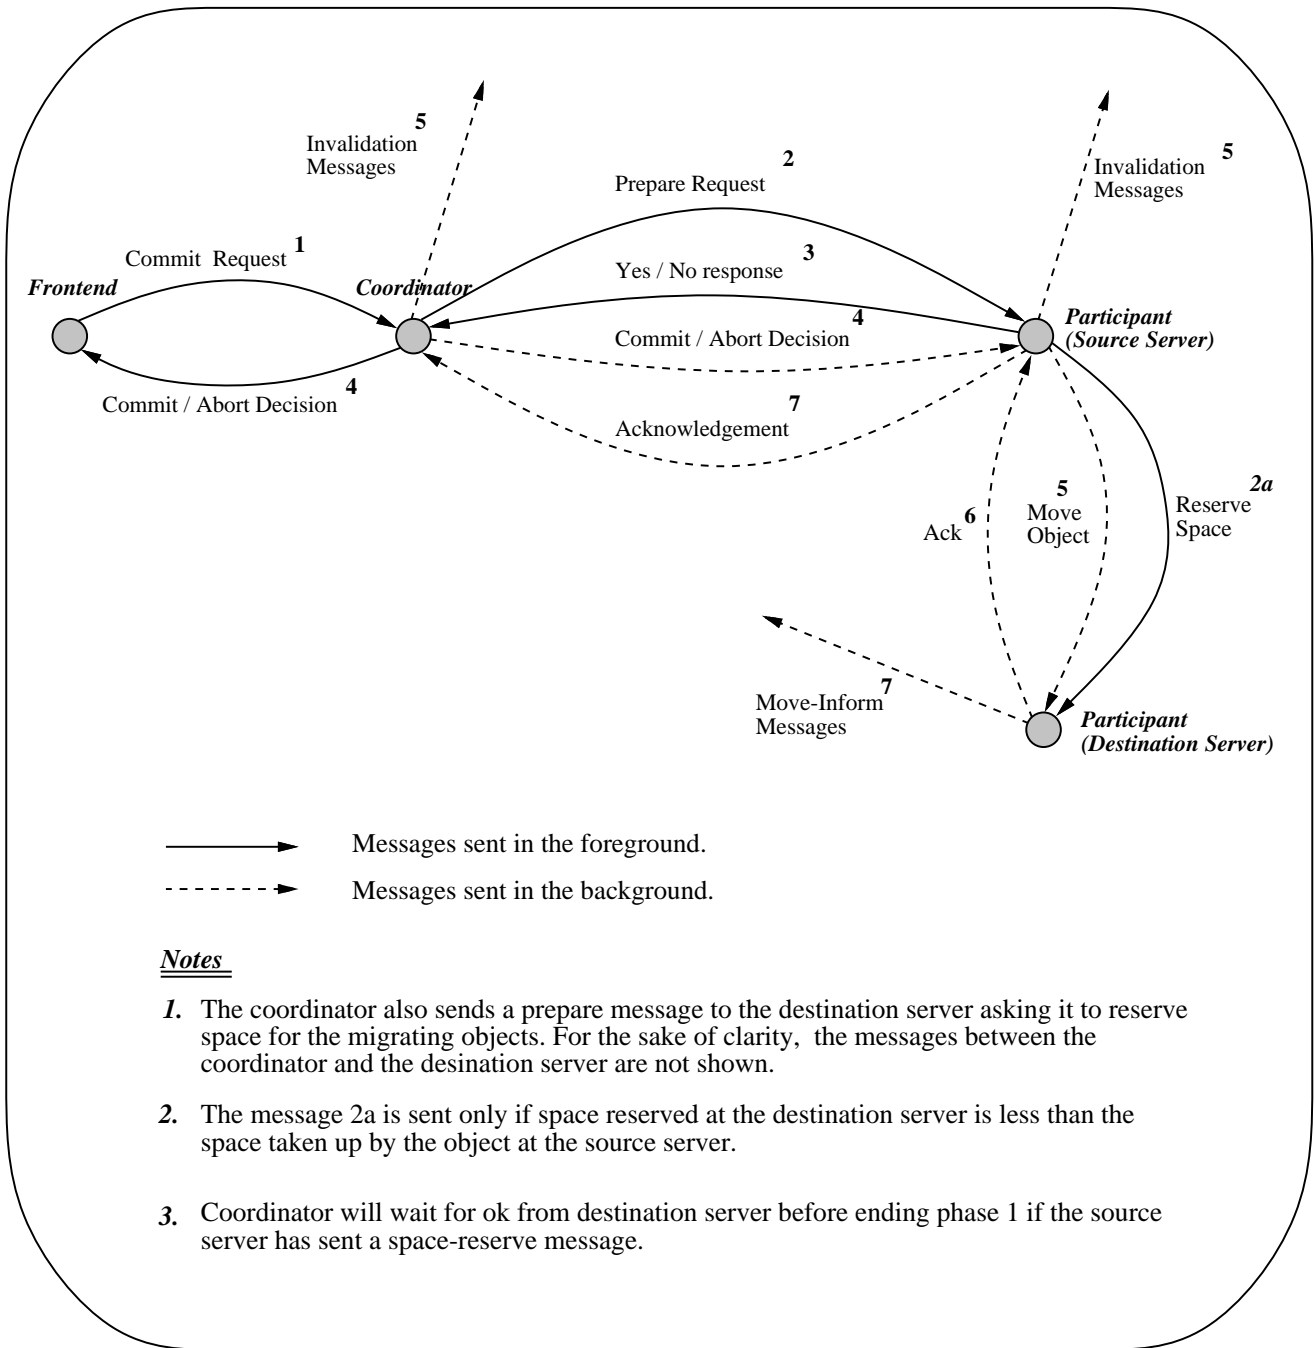 5
Invalidation
Messages
2
Prepare Request
5
Invalidation
Messages
1
Commit Request
3
Yes / No response
Frontend
Coordinator
4
Commit / Abort Decision
Participant
(Source Server)
4
Commit / Abort Decision
7
Acknowledgement
2a
Reserve
Space
5
Move
Object
6
Ack
7
Move-Inform
Messages
Participant
(Destination Server)
Messages sent in the foreground.
Messages sent in the background.
Notes
1. The coordinator also sends a prepare message to the destination server asking it to reserve
space for the migrating objects. For the sake of clarity, the messages between the
coordinator and the desination server are not shown.
2. The message 2a is sent only if space reserved at the destination server is less than the
space taken up by the object at the source server.
3. Coordinator will wait for ok from destination server before ending phase 1 if the source
server has sent a space-reserve message.